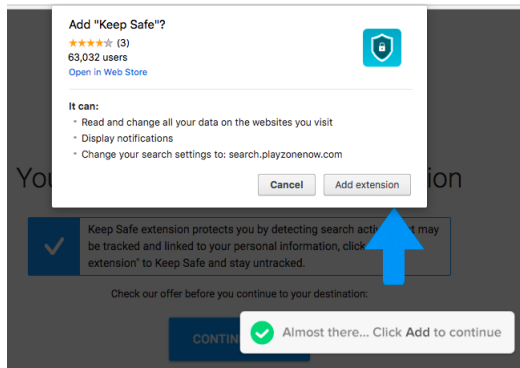 Add "Keep Safe"?
(3)
63,032 users
Open in Web Store
It can:
Read and change all your data on the websites you visit
Display notifications
Change your search settings to: search.playzonenow.com
Cancel Add extension
Keep Safe extension protects you by detecting search may
be tracked and linked to your personal information, click
extension" to Keep Safe and stay untracked.
Check our offer before you continue to your destination:
Almost there... Click Add to continue